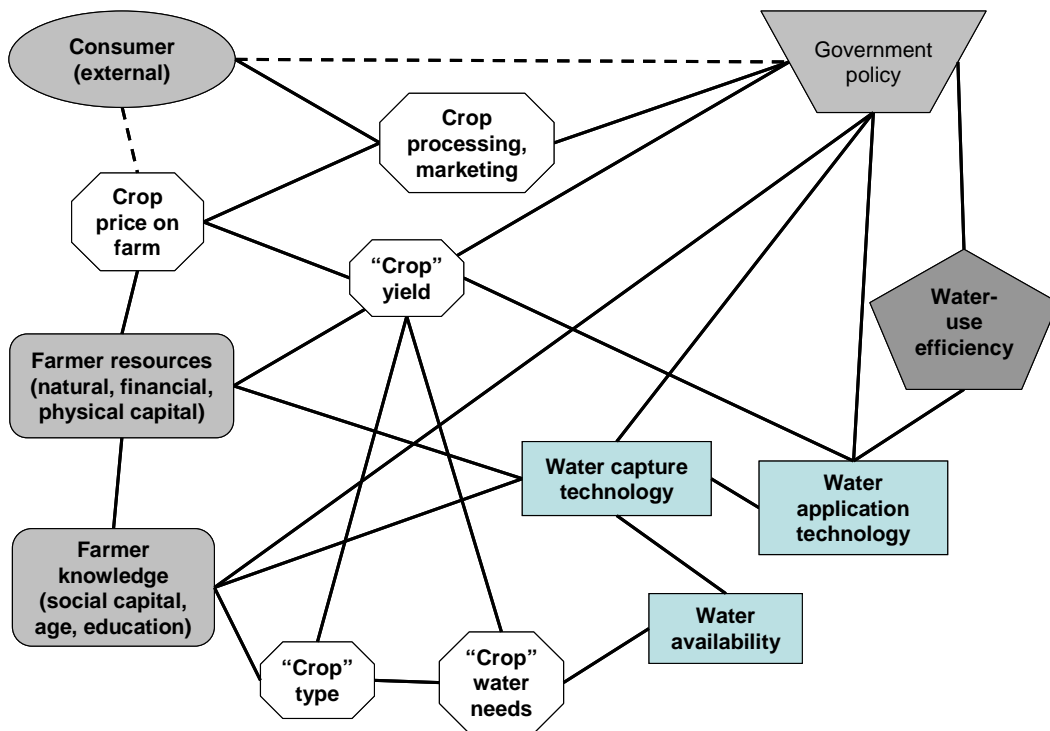 Consumer
(external)
Government
policy
Crop
processing,
marketing
Crop
price on
farm
“Crop”
yield
Water-
use
efficiency
Farmer resources
(natural, financial,
physical capital)
Water capture
technology
Water
application
technology
Farmer
knowledge
(social capital,
age, education)
Water
availability
“Crop”
type
“Crop”
water
needs